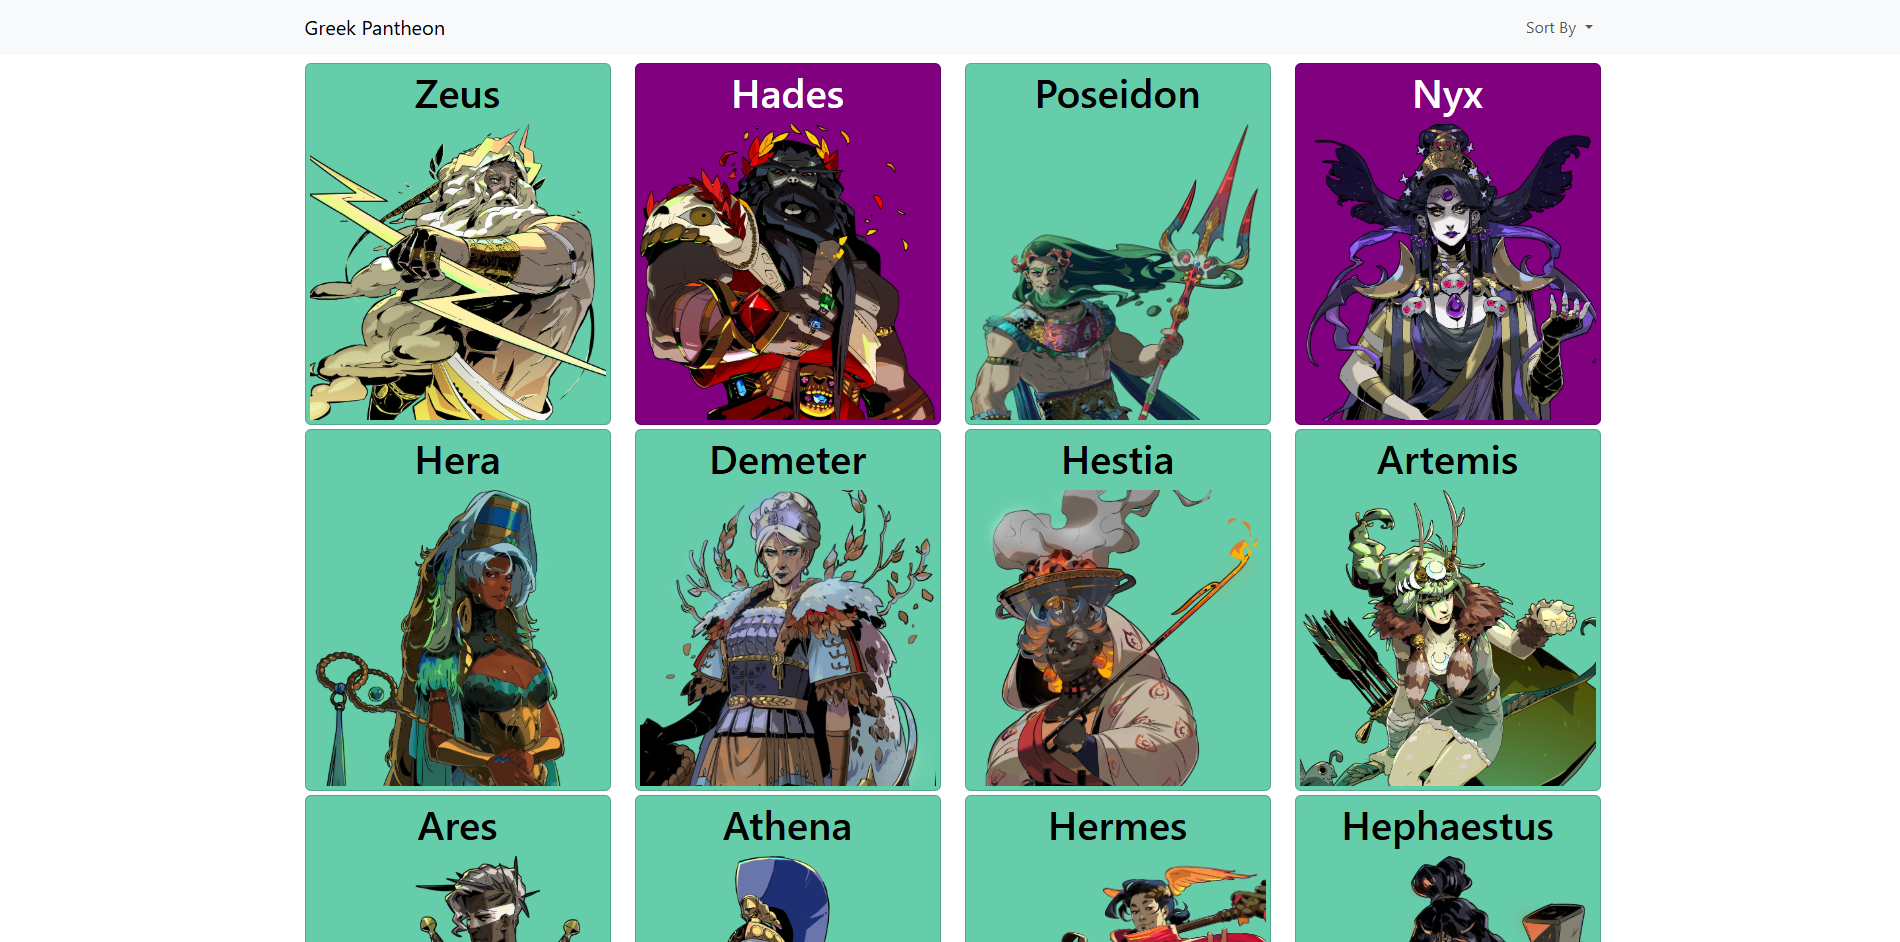 Greek Pantheon
Sort By
Zeus
Hades
Poseidon
Nyx
Hera
Demeter
Hestia
Artemis
Ares
Athena
Hermes
Hephaestus